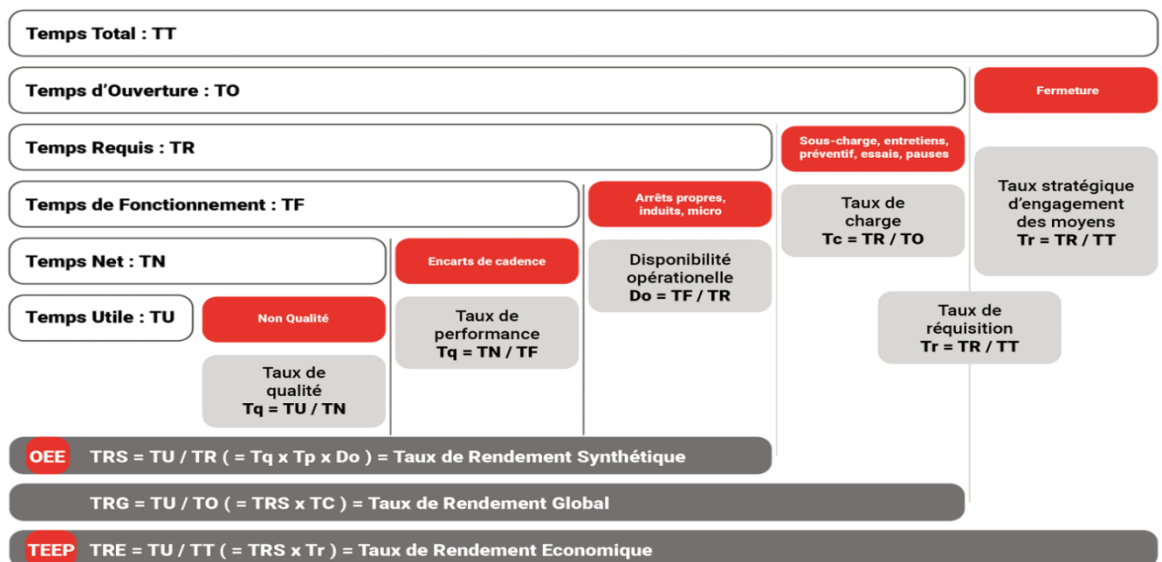 Temps Total : TT
Temps d'Ouverture : TO
Fermeture
Temps Requis : TR
Sous-charge, entretiens,
préventif, essais, pauses
Temps de Fonctionnement : TF
Arrêts propres,
induits, micro
Taux de
charge
Tc = TR / TO
Taux stratégique
d'engagement
des moyens
Tr = TR / TT
Temps Net : TN
Encarts de cadence
Disponibilité
opérationelle
Do = TF / TR
Temps Utile : TU
Non Qualité
Taux de
performance
Tq = TN / TF
Taux de
réquisition
Tr = TR / TT
Taux de
qualité
Tq = TU / TN
OEE TRS = TU / TR ( = Tq x Tp x Do ) = Taux de Rendement Synthétique
TRG = TU / TO ( = TRS x TC ) = Taux de Rendement Global
TEEP TRE = TU / TT ( = TRS x Tr ) = Taux de Rendement Economique